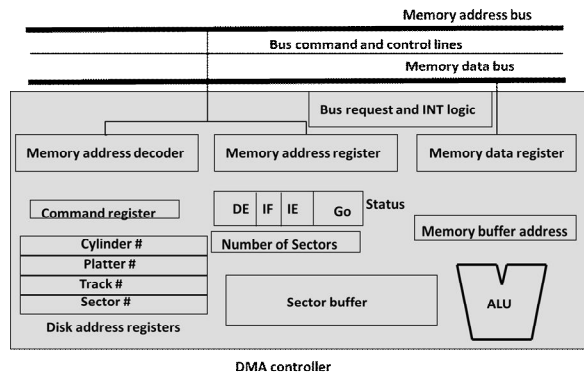 Memory address bus
Bus command and control lines
Memory data bus
Bus request and INT logic
Memory address decoder
Memory address register
Memory data register
Command register
DE IF IE Go Status
Memory buffer address
Cylinder #
Number of Sectors
Platter #
Track #
Sector #
Sector buffer
ALU
Disk address registers
DMA controller